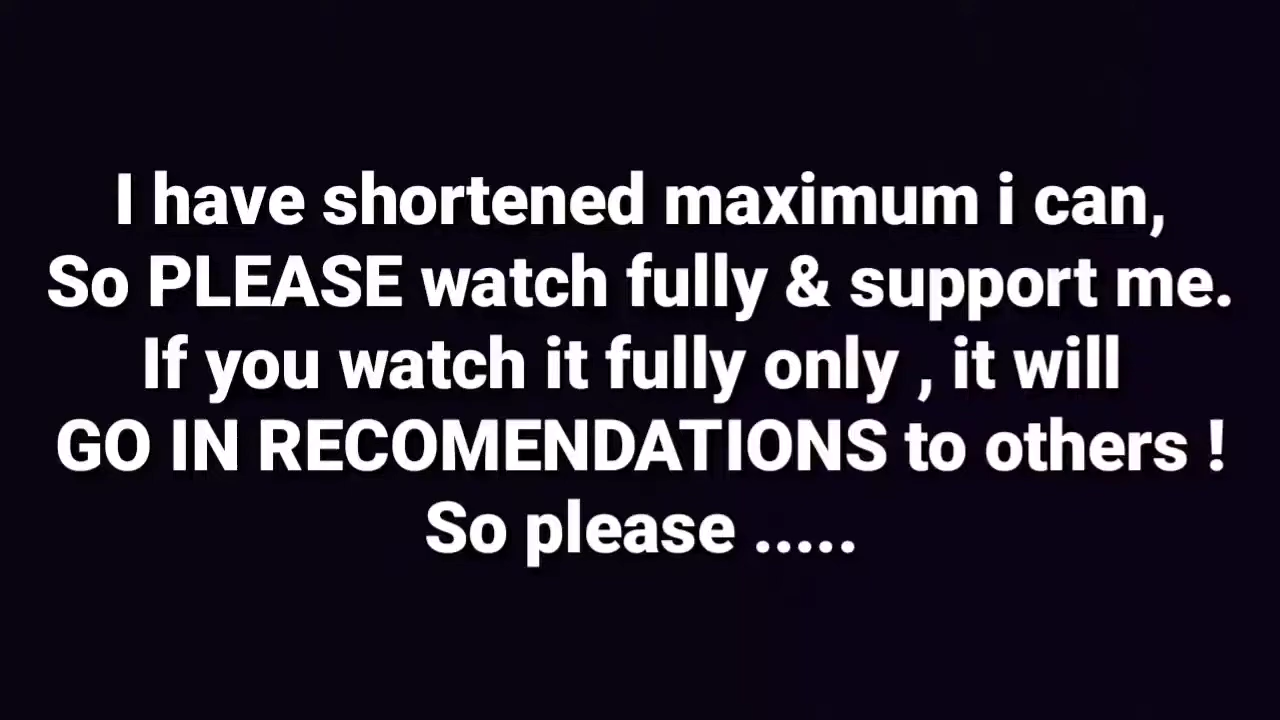 I have shortened maximum i can,
So PLEASE watch fully & support me.
If you watch it fully only , it will
GO IN RECOMENDATIONS to others !
So please .....